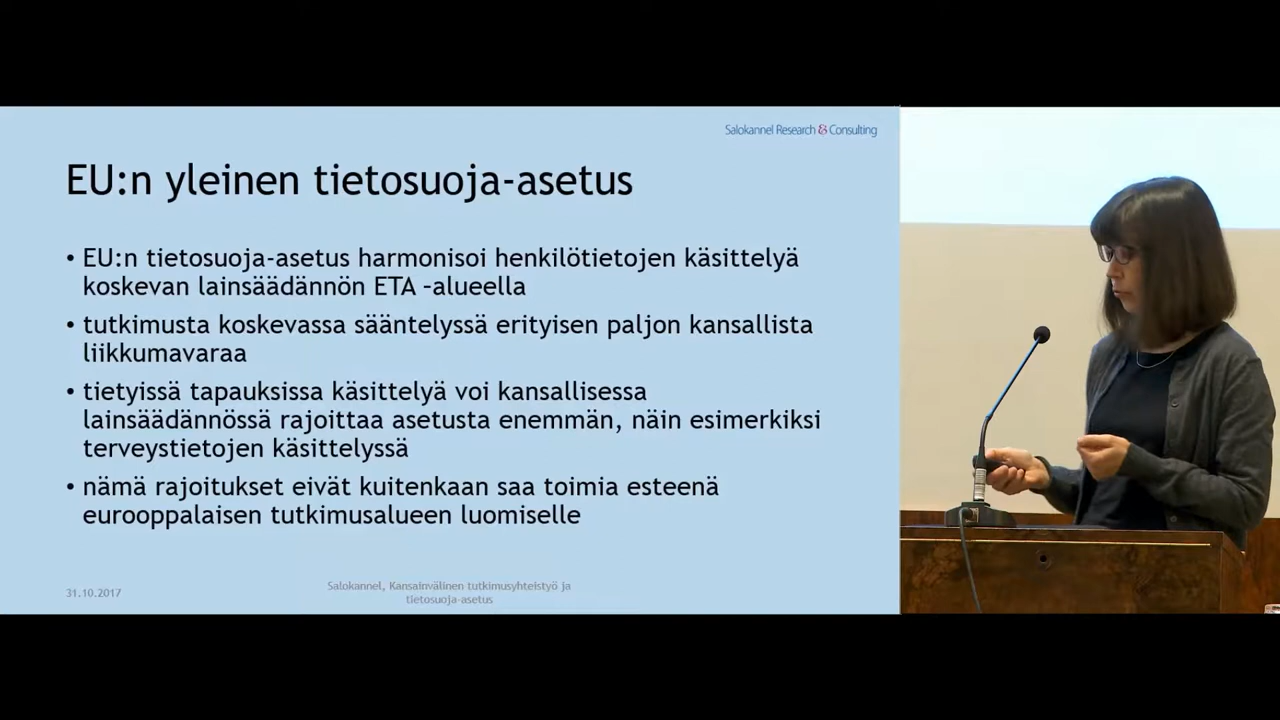 Salokannel Research & Consulting
EU:n yleinen tietosuoja-asetus
• EU:n tietosuoja-asetus harmonisoi henkilötietojen käsittelyä
koskevan lainsäädännön ETA –alueella
• tutkimusta koskevassa sääntelyssä erityisen paljon kansallista
liikkumavaraa
• tietyissä tapauksissa käsittelyä voi kansallisessa
lainsäädännössä rajoittaa asetusta enemmän, näin esimerkiksi
terveystietojen käsittelyssä
• nämä rajoitukset eivät kuitenkaan saa toimia esteenä
eurooppalaisen tutkimusalueen luomiselle
31.10.2017
Salokannel, Kansainvälinen tutkimusyhteistyö ja
tietosuoja-asetus